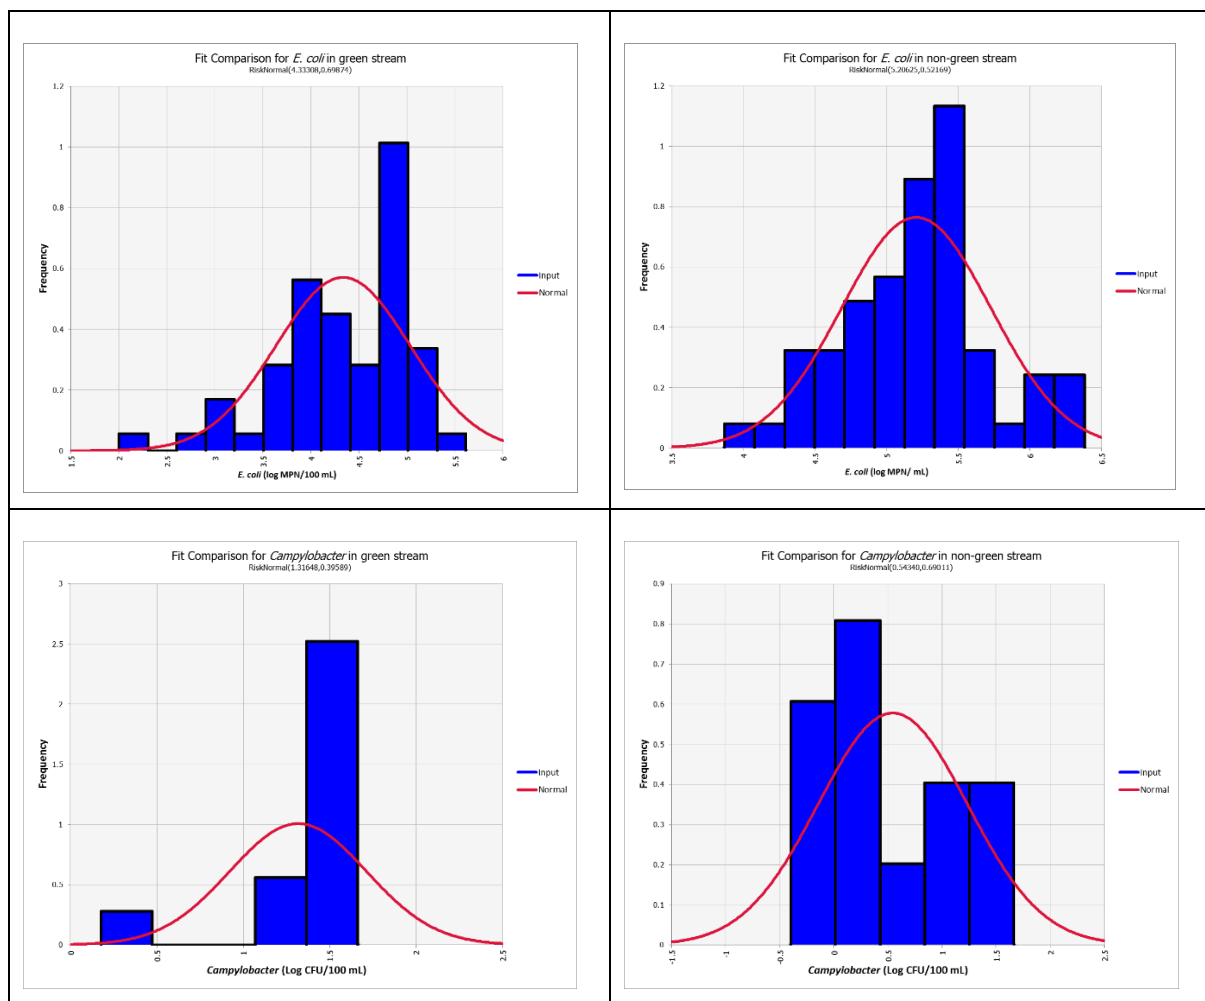 Fit Comparison for E. coli in green stream
RiskNormal(4.33308,0.69874)
1.2
1
0.8
0.6
0.4
0.2
0
Frequency
1.5
2
2.5
3
3.5
4
4.5
5
5.5
6
E. coli (log MPN/100 mL)
Input
Normal
Fit Comparison for E. coli in non-green stream
RiskNormal(5.20625,0.52169)
1.2
1
0.8
0.6
0.4
0.2
0
Frequency
3.5
4
4.5
5
5.5
6
6.5
E. coli (log MPN/ mL)
Input
Normal
Fit Comparison for Campylobacter in green stream
RiskNormal(1.31648,0.39589)
3
2.5
2
1.5
1
0.5
0
Frequency
0
0.5
1
1.5
2
2.5
Campylobacter (Log CFU/100 mL)
Input
Normal
Fit Comparison for Campylobacter in non-green stream
RiskNormal(0.54340,0.69011)
0.9
0.8
0.7
0.6
0.5
0.4
0.3
0.2
0.1
0
Frequency
-1.5
-1
-0.5
0
0.5
1
1.5
2
2.5
Campylobacter (Log CFU/100 mL)
Input
Normal